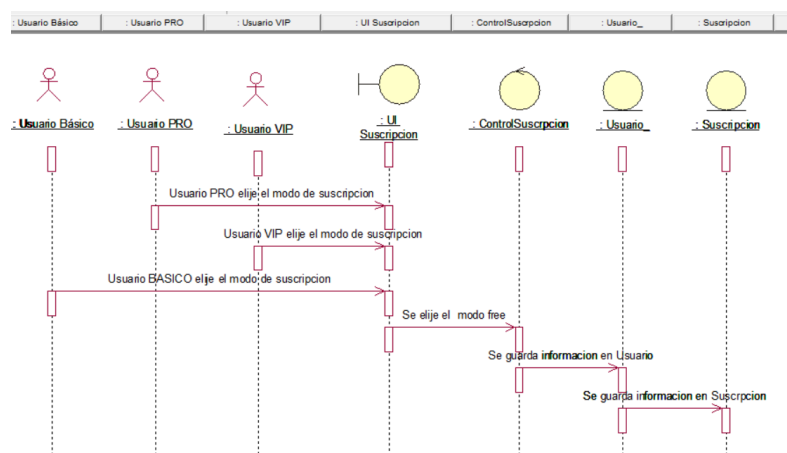 : Usuario Básico
: Usuario PRO
: Usuario VIP
: UI Suscripcion
: ControlSuscrpcion
: Usuario_
: Suscripcion
: Usuario Básico
: Usuario PRO
: Usuario VIP
: UI
Suscripcion
: ControlSuscrpcion
: Usuario_
: Suscripcion
Usuario PRO elije el modo de suscripcion
Usuario VIP elije el modo de suscripcion
Usuario BASICO elije el modo de suscripcion
Se elije el modo free
Se guarda informacion en Usuario
Se guarda informacion en Suscrpcion